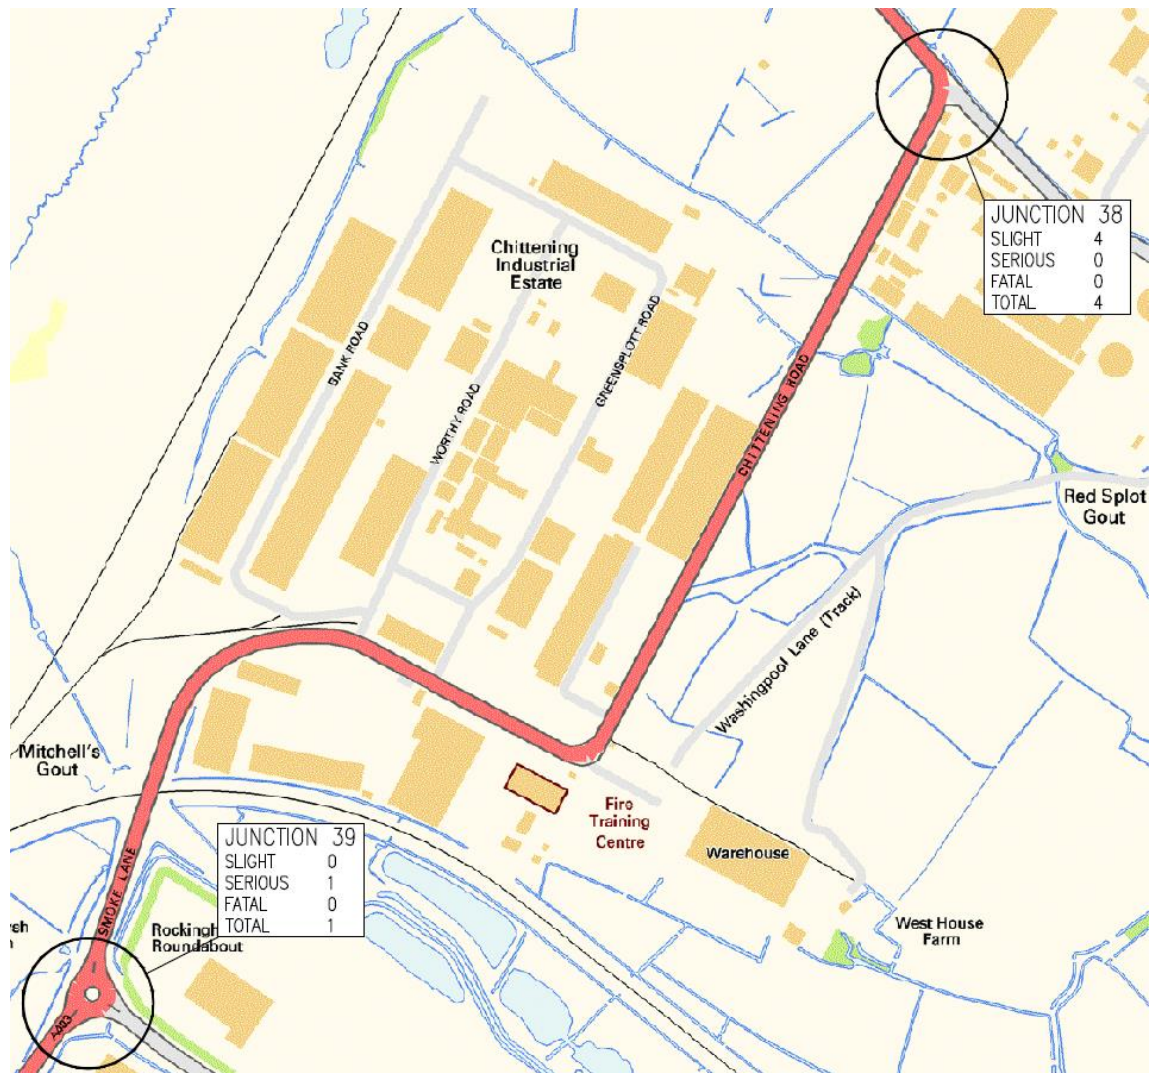 JUNCTION 38
SLIGHT 4
SERIOUS 0
FATAL 0
TOTAL 4
Chittening
Industrial
Estate
BANK ROAD
WORTHY ROAD
GREENSPLOTT ROAD
CHITTENING ROAD
Red Splot
Gout
Washingpool Lane (Track)
Mitchell's
Gout
Fire
Training
Centre
Warehouse
JUNCTION 39
SLIGHT 0
SERIOUS 1
FATAL 0
TOTAL 1
SMOKE LANE
Rockingh
Roundabout
West House
Farm